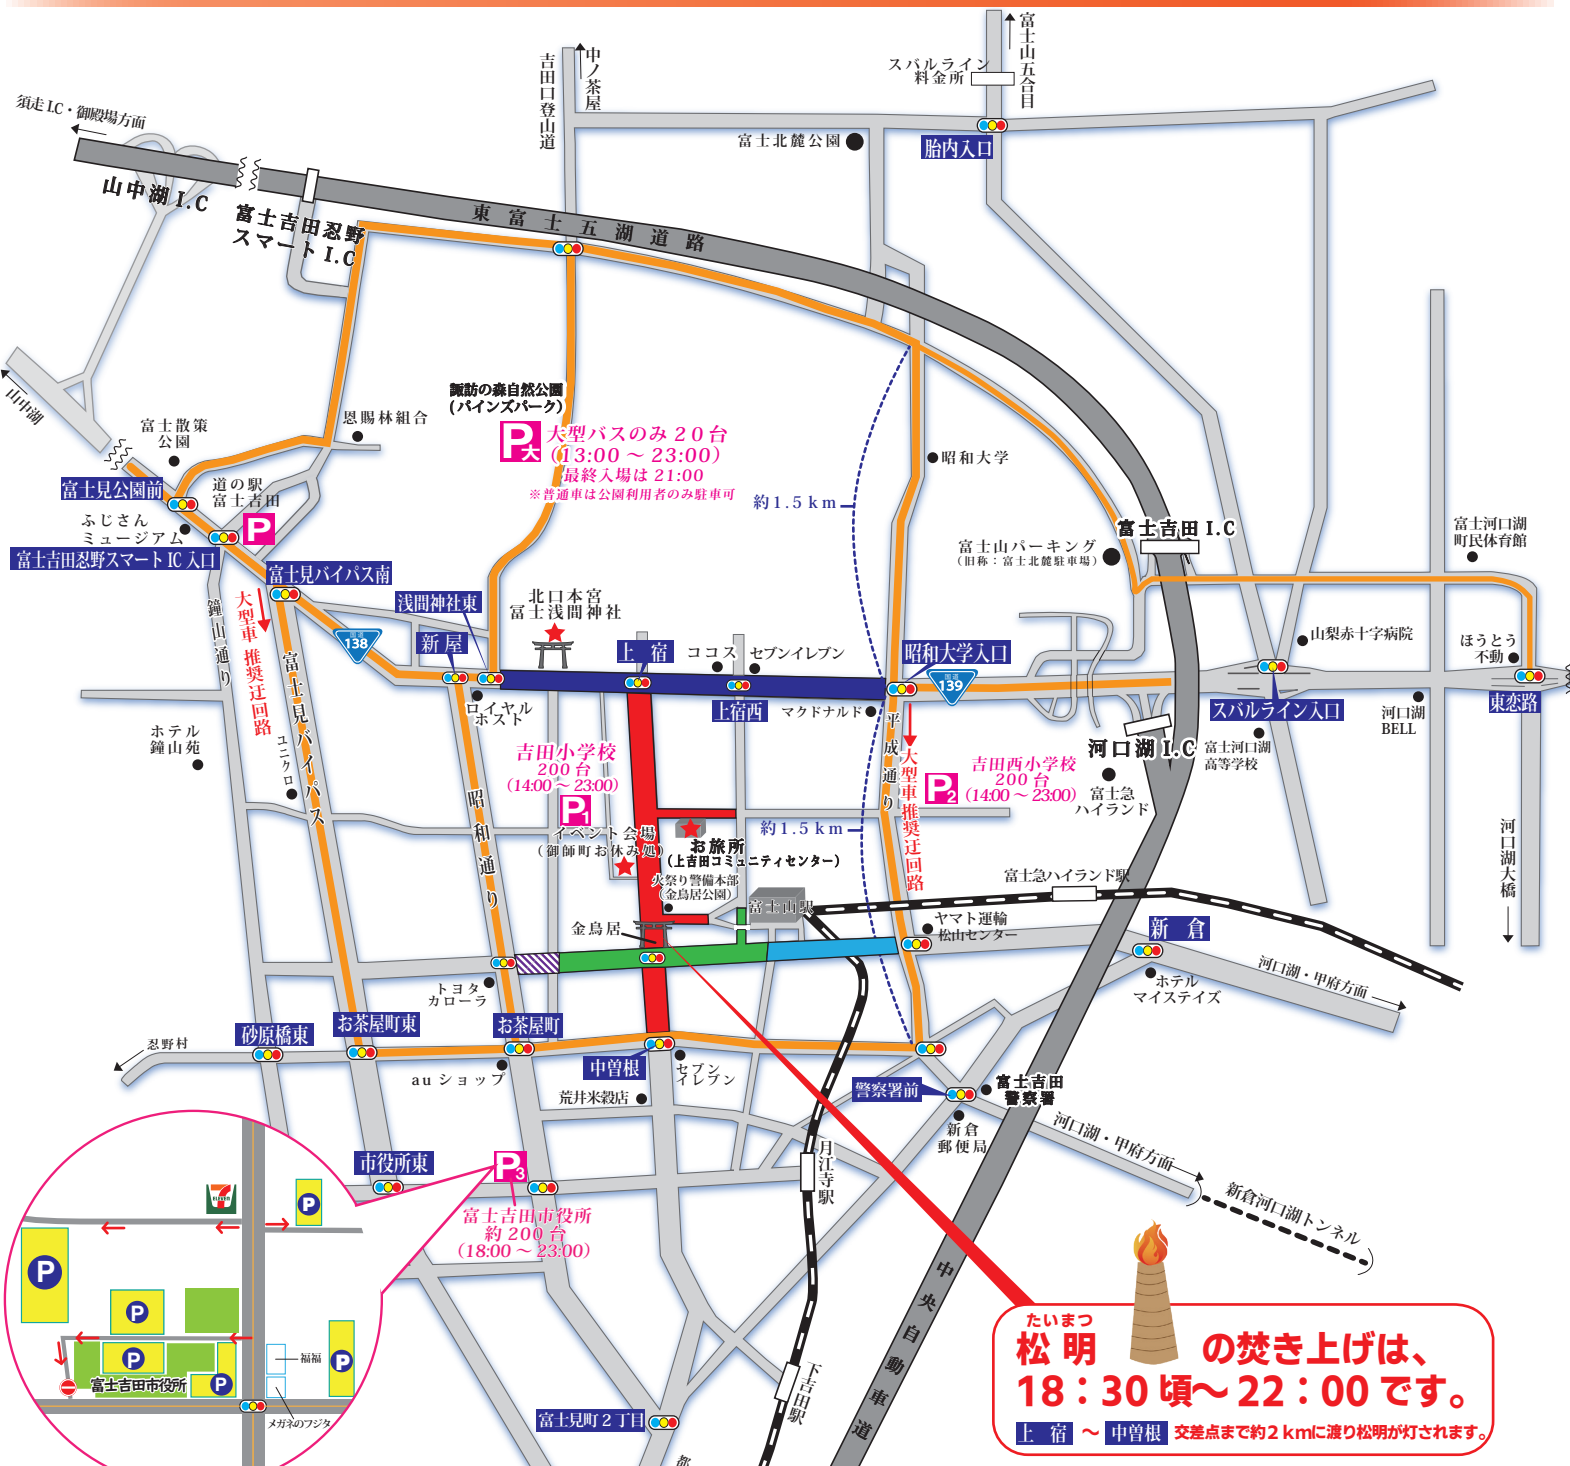 富士山五合目
スバルライン
料金所
中ノ茶屋
吉田口登山道
須走 I.C・御殿場方面
富士北麓公園
胎内入口
山中湖 I.C
富士吉田忍野
スマート I.C
東富士五湖道路
山中湖
諏訪の森自然公園
(パインズパーク)
P大
大型バスのみ 20 台
(13:00 ～ 23:00)
最終入場は 21:00
※普通車は公園利用者のみ駐車可
恩賜林組合
富士散策
公園
富士見公園前
道の駅
富士吉田
P
ふじさん
ミュージアム
富士吉田忍野スマート IC 入口
富士見バイパス南
昭和大学
約1.5km
富士吉田 I.C
富士山パーキング
(旧称：富士北麓駐車場)
富士河口湖
町民体育館
鐘山通り
大型車 推奨迂回路
富士見バイパス
国道
138
浅間神社東
新屋
北口本宮
冨士浅間神社
上宿
ココス
セブンイレブン
昭和大学入口
国道
139
山梨赤十字病院
ほうとう
不動
ロイヤル
ホスト
上宿西
マクドナルド
スバルライン入口
東恋路
河口湖
BELL
ホテル
鐘山苑
ユニクロ
吉田小学校
200 台
(14:00 ～ 23:00)
P1
平成通り
大型車 推奨迂回路
吉田西小学校
200 台
(14:00 ～ 23:00)
P2
河口湖 I.C
富士河口湖
高等学校
富士急
ハイランド
昭和通り
イベント会場
(御師町お休み処)
お旅所
(上吉田コミュニティセンター)
約1.5km
火祭り警備本部
(金鳥居公園)
富士山駅
富士急ハイランド駅
河口湖大橋
金鳥居
ヤマト運輸
松山センター
新倉
トヨタ
カローラ
ホテル
マイステイズ
河口湖・甲府方面
忍野村
砂原橋東
お茶屋町東
お茶屋町
au ショップ
中曽根
セブン
イレブン
荒井米穀店
警察署前
富士吉田
警察署
新倉
郵便局
河口湖・甲府方面
新倉河口湖トンネル
月江寺駅
市役所東
P3
富士吉田市役所
約 200 台
(18:00 ～ 23:00)
7
ELEVEN
P
P
P
P
P
P
福福
富士吉田市役所
メガネのフジタ
富士見町2丁目
下吉田駅
中央自動車道
都
たいまつ
松明
の焚き上げは、
18：30 頃～ 22：00 です。
上宿 ～ 中曽根 交差点まで約2kmに渡り松明が灯されます。